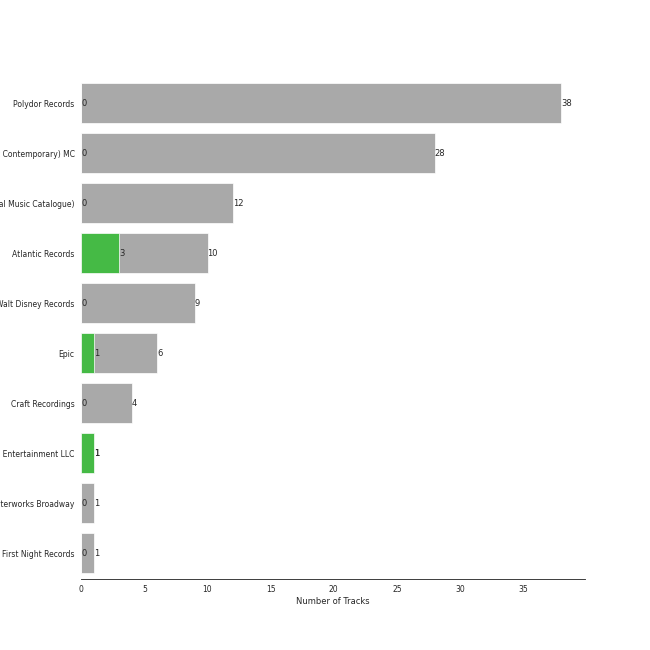 Polydor Records 0 38
Contemporary) MC 0 28
Music Catalogue) 0 12
Atlantic Records 3 10
Walt Disney Records 0 9
Epic 1 6
Craft Recordings 0 4
Entertainment LLC 1
Broadway 0 1
First Night Records 0 1
0 5 10 15 20 25 30 35
Number of Tracks